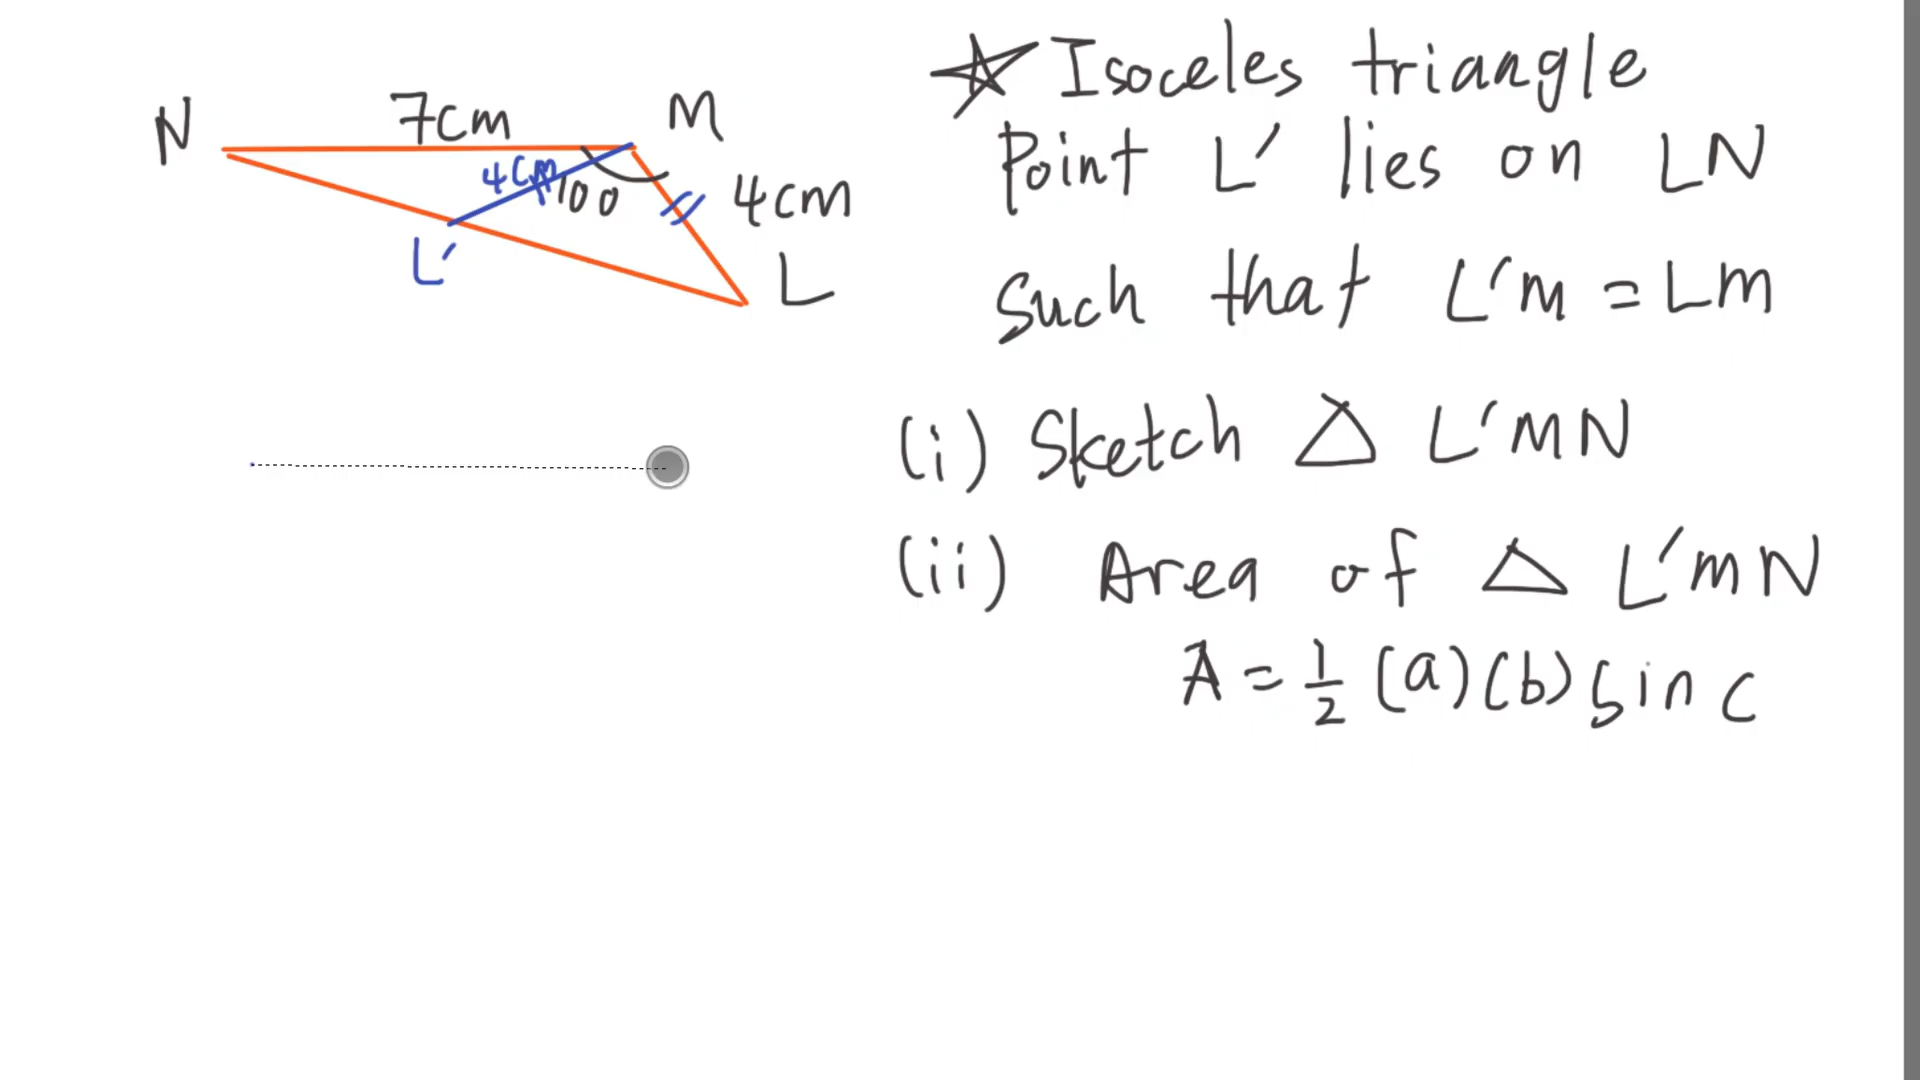 N 7cm M
4cm 100 4cm
L' L
☆ Isoceles triangle
Point L' lies on LN
such that L'm = Lm
(i) Sketch △ L'MN
(ii) Area of △ L'mN
A = 1/2 (a)(b) sin c